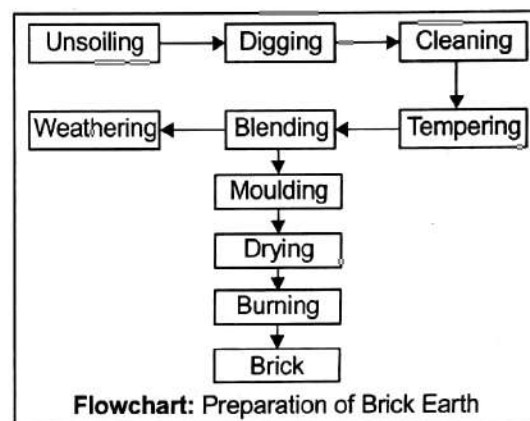 Unsoiling Digging Cleaning
Weathering Blending Tempering
Moulding
Drying
Burning
Brick
Flowchart: Preparation of Brick Earth